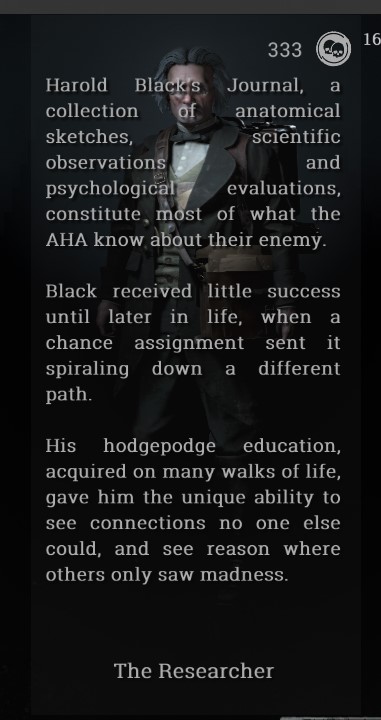 333
16
Harold Black's Journal, a
collection of anatomical
sketches, scientific
observations and
psychological evaluations,
constitute most of what the
AHA know about their enemy.
Black received little success
until later in life, when a
chance assignment sent it
spiraling down a different
path.
His hodgepodge education,
acquired on many walks of life,
gave him the unique ability to
see connections no one else
could, and see reason where
others only saw madness.
The Researcher